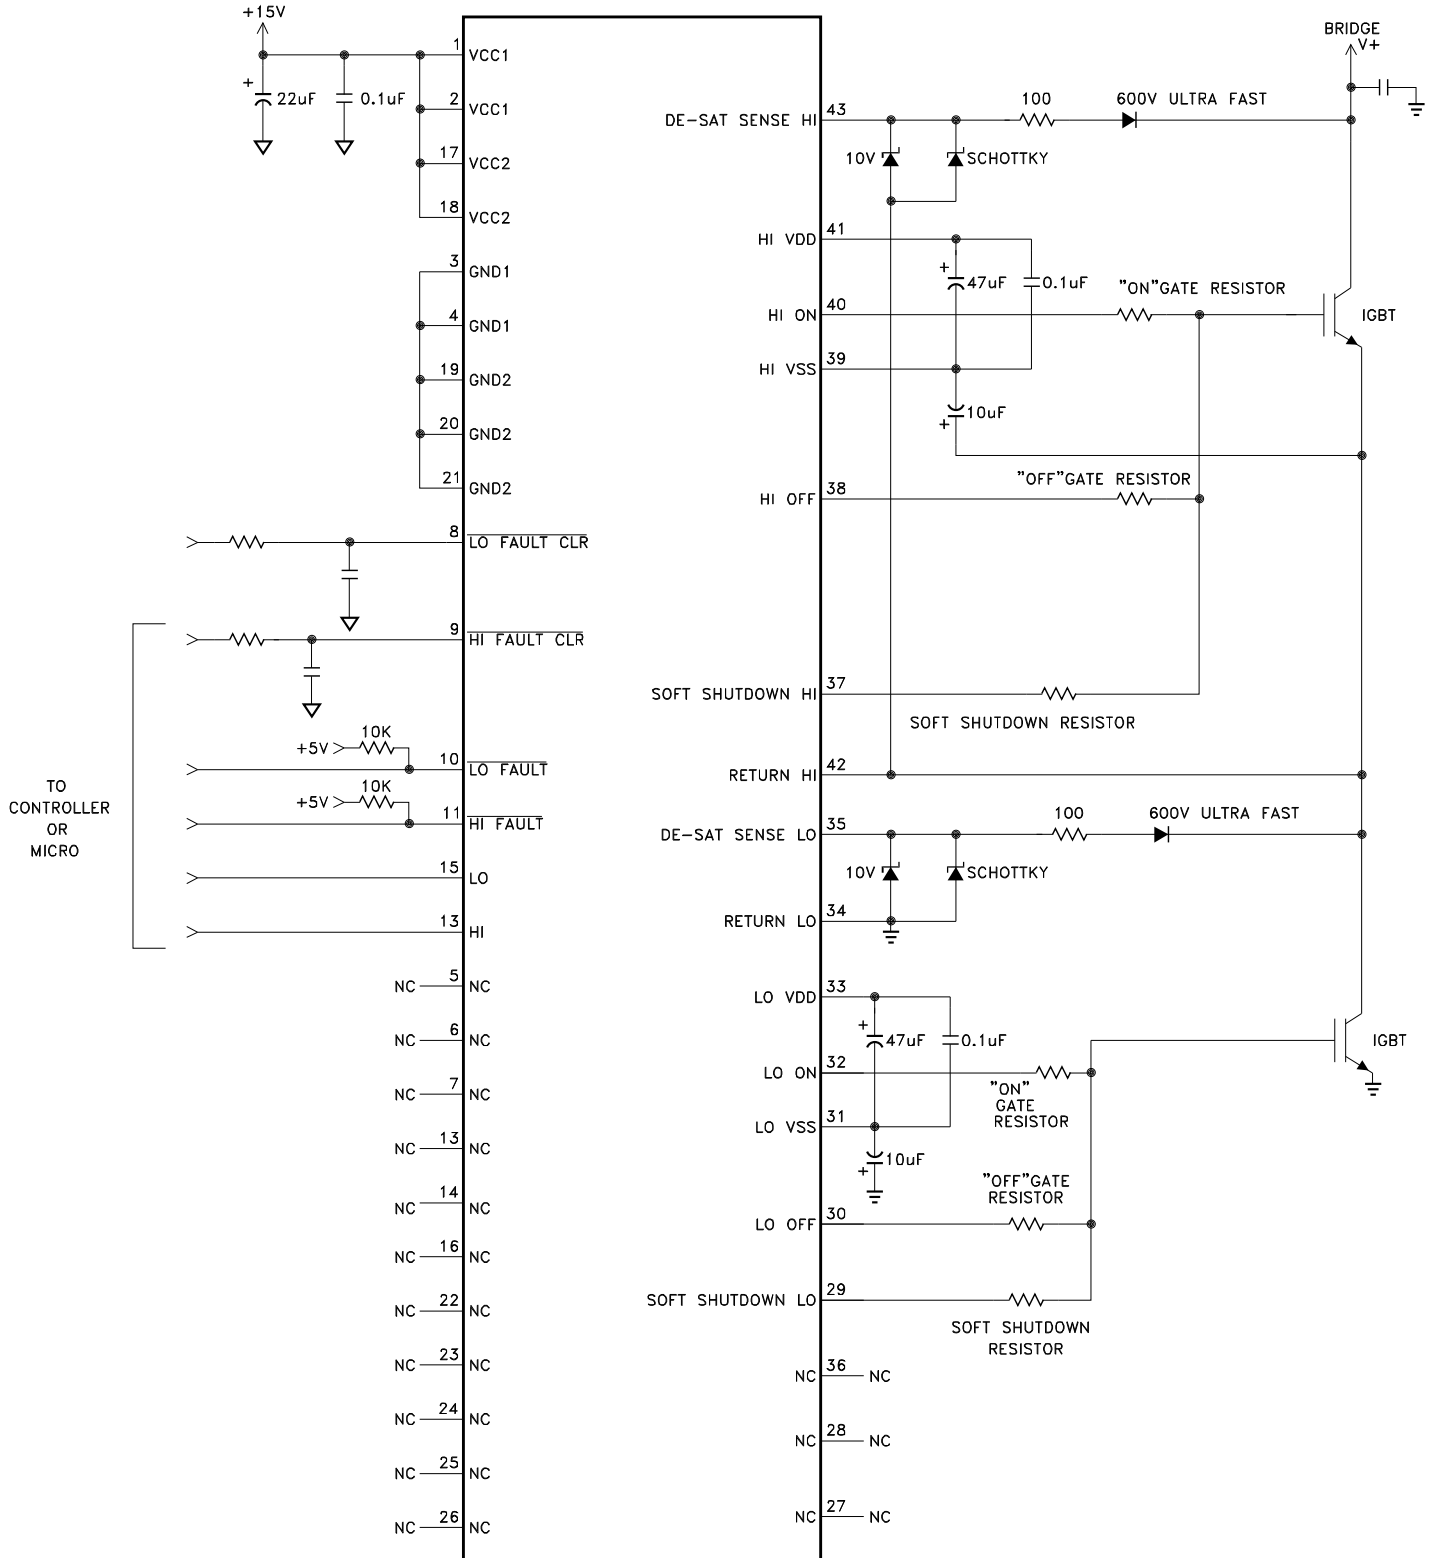 +15V
+
22uF
0.1uF
1
VCC1
2
VCC1
17
VCC2
18
VCC2
3
GND1
4
GND1
19
GND2
20
GND2
21
GND2
8
LO FAULT CLR
9
HI FAULT CLR
+5V
10K
10
LO FAULT
+5V
10K
11
HI FAULT
15
LO
13
HI
TO
CONTROLLER
OR
MICRO
NC 5 NC
NC 6 NC
NC 7 NC
NC 13 NC
NC 14 NC
NC 16 NC
NC 22 NC
NC 23 NC
NC 24 NC
NC 25 NC
NC 26 NC
BRIDGE
V+
DE-SAT SENSE HI
43
100
600V ULTRA FAST
10V
SCHOTTKY
HI VDD
41
+
47uF
0.1uF
"ON"GATE RESISTOR
HI ON
40
IGBT
HI VSS
39
10uF
+
"OFF"GATE RESISTOR
HI OFF
38
SOFT SHUTDOWN HI
37
SOFT SHUTDOWN RESISTOR
RETURN HI
42
DE-SAT SENSE LO
35
100
600V ULTRA FAST
10V
SCHOTTKY
RETURN LO
34
LO VDD
33
+
47uF
0.1uF
IGBT
LO ON
32
"ON"
GATE
RESISTOR
LO VSS
31
10uF
+
"OFF"GATE
RESISTOR
LO OFF
30
SOFT SHUTDOWN LO
29
SOFT SHUTDOWN
RESISTOR
NC 36 NC
NC 28 NC
NC 27 NC